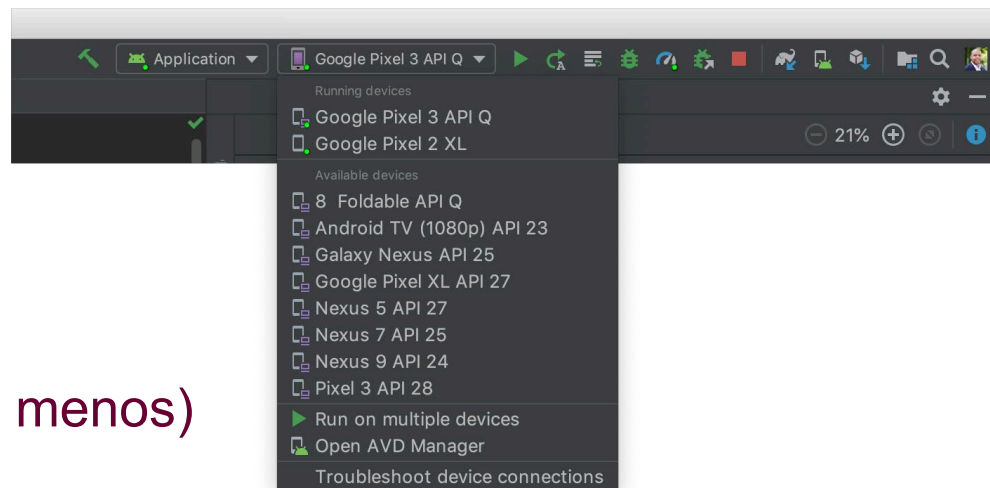 Application Google Pixel 3 API Q
Running devices
Google Pixel 3 API Q
21%
Google Pixel 2 XL
Available devices
8 Foldable API Q
Android TV (1080p) API 23
Galaxy Nexus API 25
Google Pixel XL API 27
Nexus 5 API 27
Nexus 7 API 25
Nexus 9 API 24
Pixel 3 API 28
menos)
Run on multiple devices
Open AVD Manager
Troubleshoot device connections